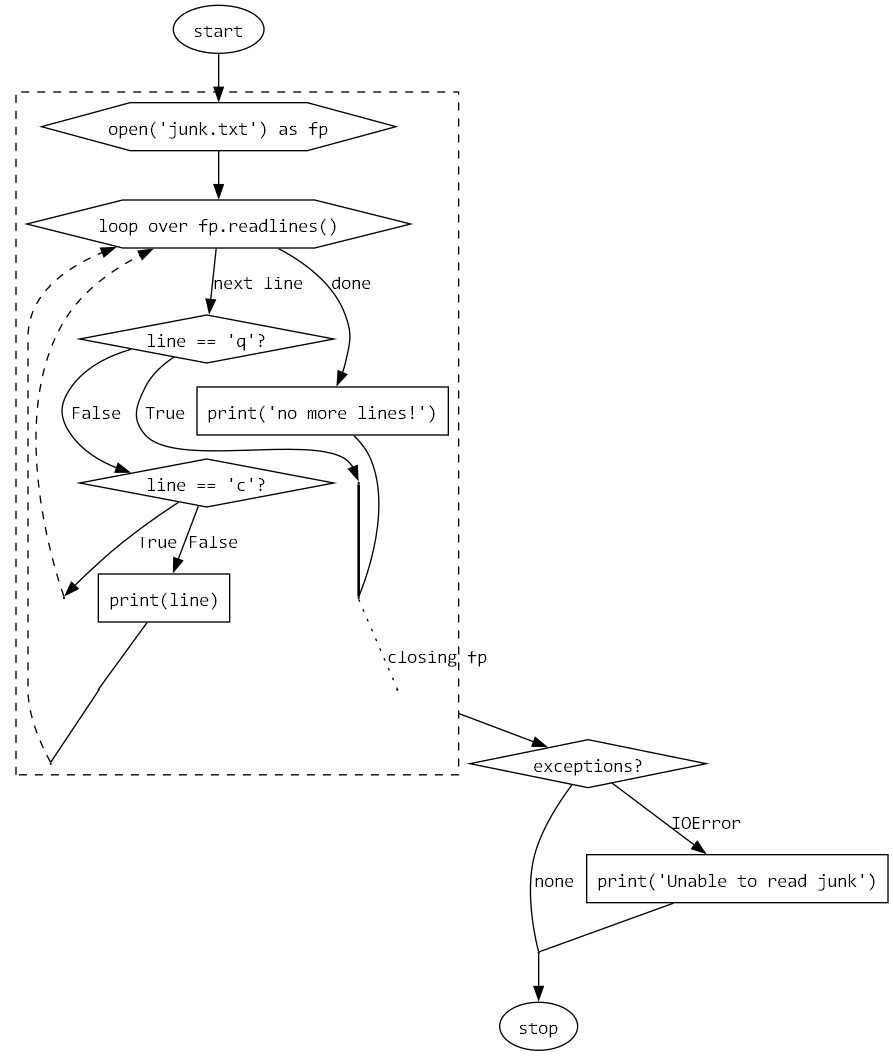 start
open('junk.txt') as fp
loop over fp.readlines()
next line
done
line == 'q'?
False
True
print('no more lines!')
line == 'c'?
True
False
print(line)
closing fp
exceptions?
IOError
none
print('Unable to read junk')
stop